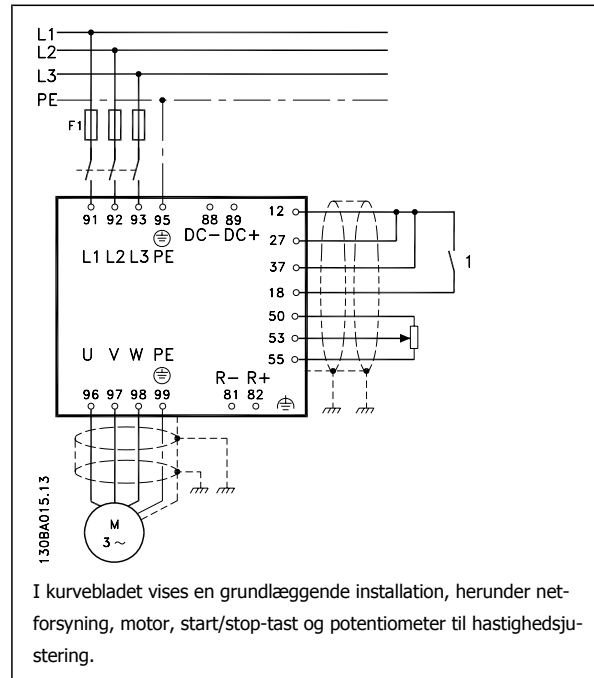 L1
L2
L3
PE
F1
91 92 93 95 88 89
DC- DC+
L1 L2 L3 PE
12
27
37
18
50
53
55
1
U V W PE
R- R+
96 97 98 99 81 82
M
3 ~
130BA015.13
I kurvebladet vises en grundlæggende installation, herunder net-
forsyning, motor, start/stop-tast og potentiometer til hastighedsju-
stering.